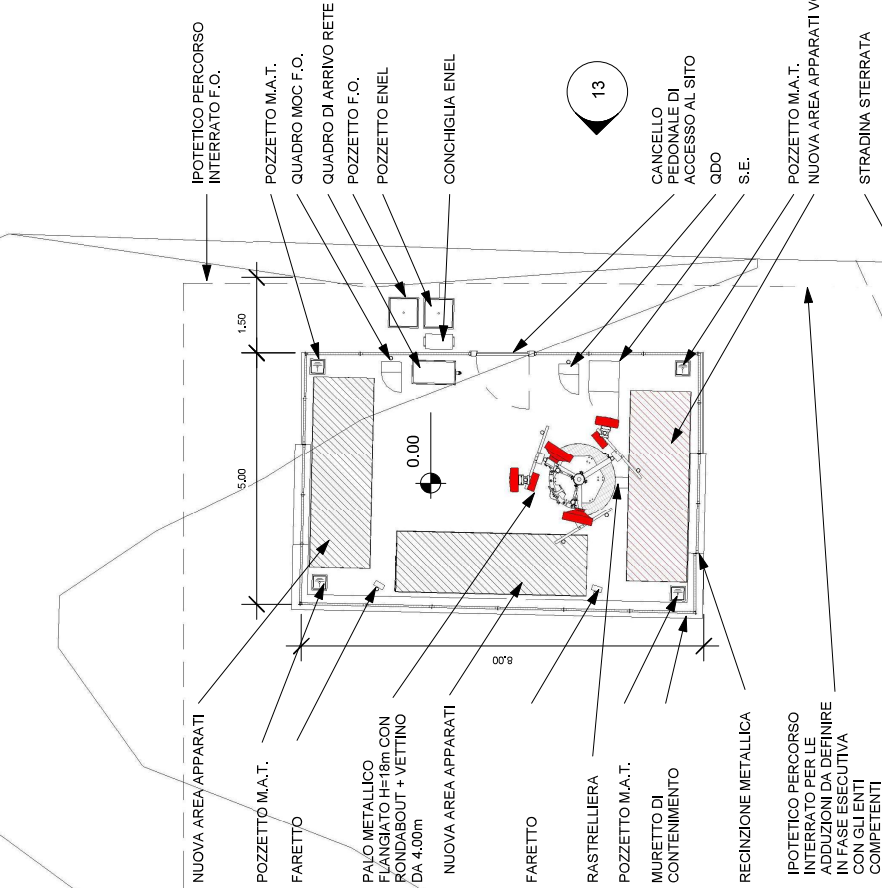 IPOTETICO PERCORSO
INTERRATO F.O.
POZZETTO M.A.T.
QUADRO MOC F.O.
QUADRO DI ARRIVO RETE
POZZETTO F.O.
POZZETTO ENEL
CONCHIGLIA ENEL
13
CANCELLO
PEDONALE DI
ACCESSO AL SITO
QDO
S.E.
POZZETTO M.A.T.
NUOVA AREA APPARATI
STRADINA STERRATA
1.50
5.00
0.00
8.00
NUOVA AREA APPARATI
POZZETTO M.A.T.
FARETTO
PALO METALLICO
FLANGIATO H=18m CON
RONDABOUT + VETTINO
DA 4.00m
NUOVA AREA APPARATI
FARETTO
RASTRELLIERA
POZZETTO M.A.T.
MURETTO DI
CONTENIMENTO
RECINZIONE METALLICA
IPOTETICO PERCORSO
INTERRATO PER LE
ADDUZIONI DA DEFINIRE
IN FASE ESECUTIVA
CON GLI ENTI
COMPETENTI